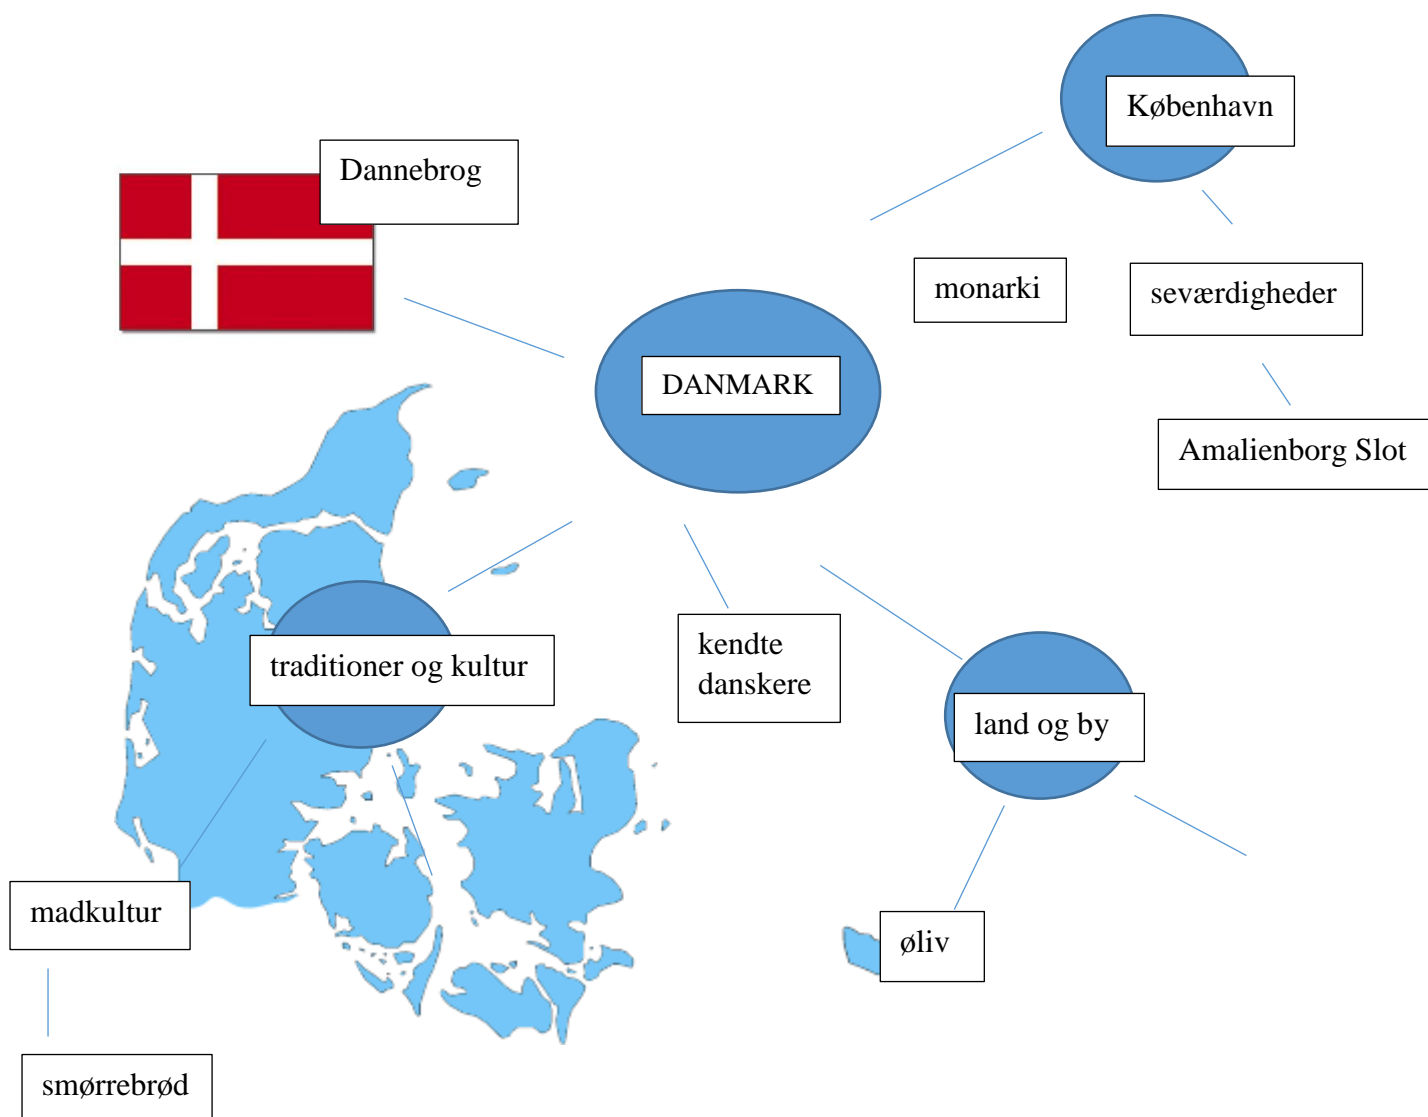 København
Dannebrog
monarki
seværdigheder
DANMARK
Amalienborg Slot
traditioner og kultur
kendte
danskere
land og by
madkultur
øliv
smørrebrød